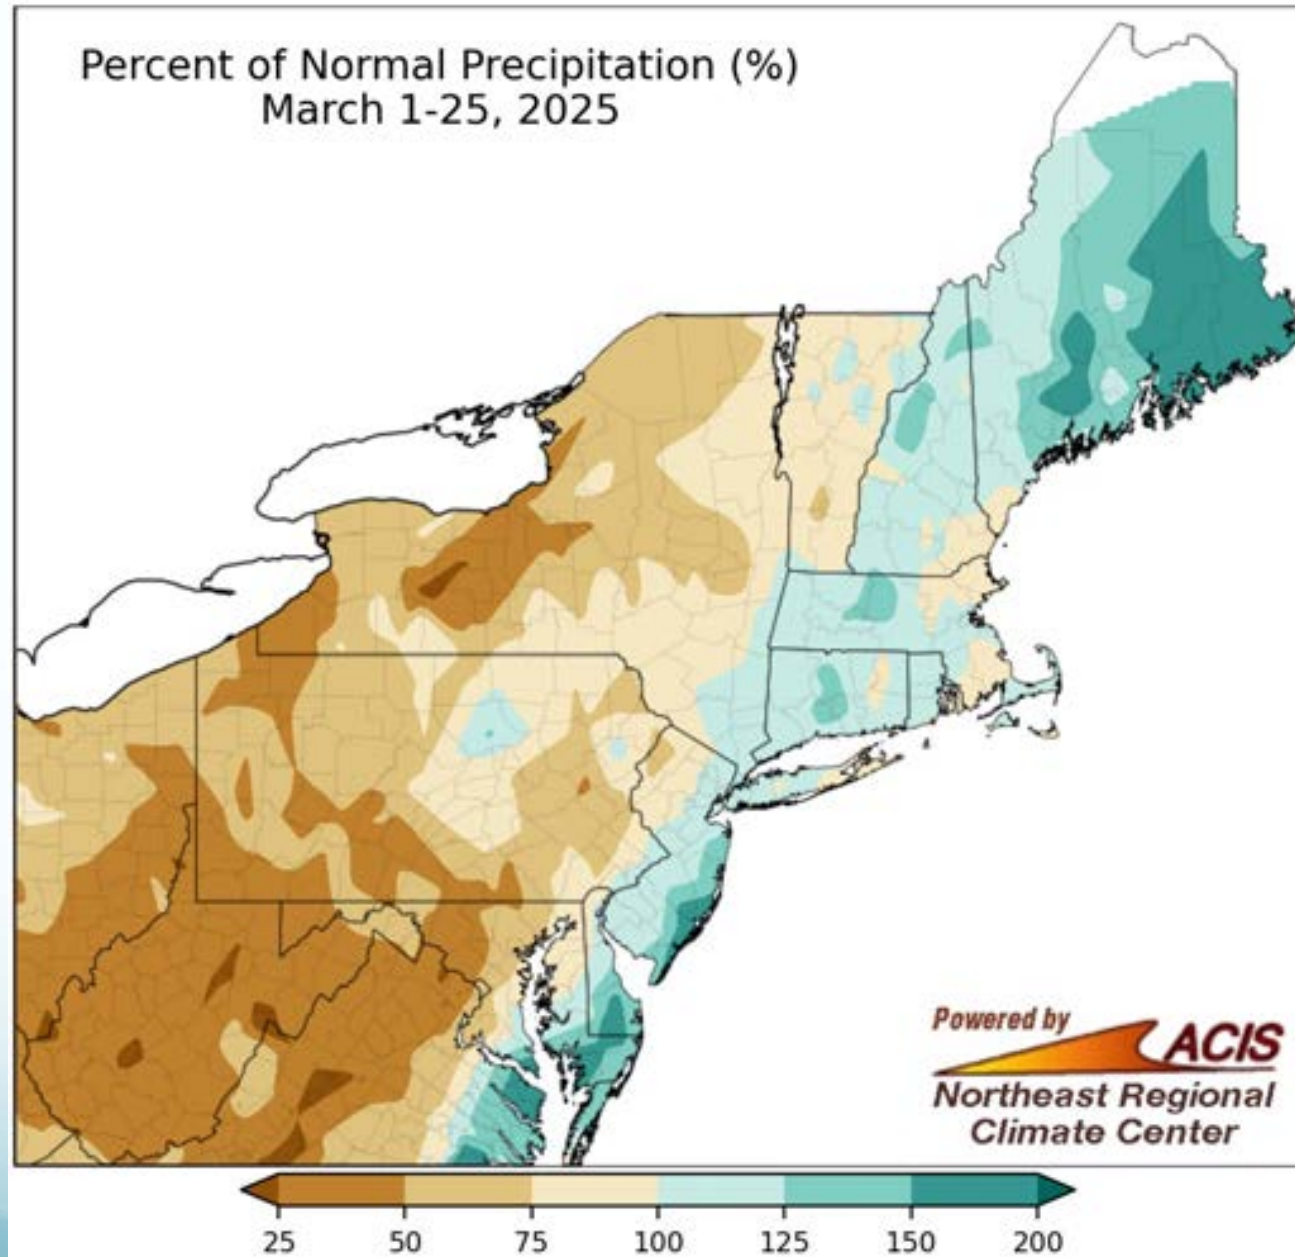 Percent of Normal Precipitation (%)
March 1-25, 2025
Powered by
ACIS
Northeast Regional
Climate Center
25 50 75 100 125 150 200